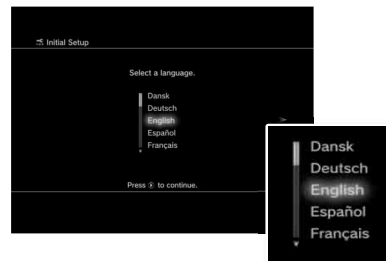 Initial Setup
Select a language.
Dansk
Deutsch
English
Español
Français
Press ⓧ to continue.
Dansk
Deutsch
English
Español
Français